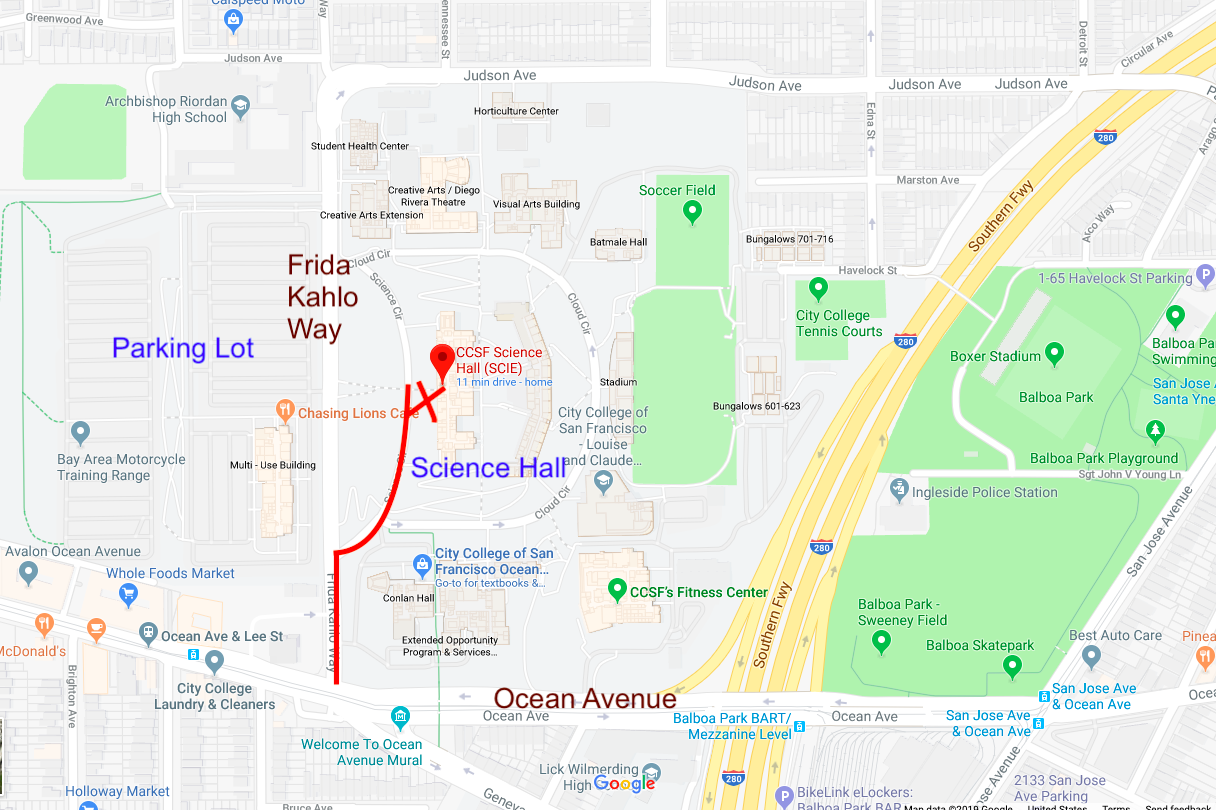 Calspeed Moto
Greenwood Ave
Way
Tennessee St
Detroit St
Circular Ave
Judson Ave
Judson Ave
Judson Ave
Judson Ave
Judson Ave
Archbishop Riordan
High School
Horticulture Center
Edna St
280
Student Health Center
Creative Arts / Diego
Rivera Theatre
Creative Arts Extension
Visual Arts Building
Soccer Field
Marston Ave
Southern Fwy
Alco Way
Batmale Hall
Bungalows 701-716
Havelock St
1-65 Havelock St Parking
P
Cloud Cir
Frida
Kahlo
Way
Science Cir
Cloud Cir
City College
Tennis Courts
280
Parking Lot
CCSF Science
Hall (SCIE)
11 min drive - home
Stadium
Boxer Stadium
Balboa Park
Swimming
San Jose
Santa Yne
Balboa Park
Chasing Lions Cafe
City College of
San Francisco
- Louise
and Claude...
Bungalows 601-623
Bay Area Motorcycle
Training Range
Multi - Use Building
Science Hall
Science Cir
Balboa Park Playground
Sgt John V Young Ln
Cloud Cir
Ingleside Police Station
San Jose Avenue
Avalon Ocean Avenue
Whole Foods Market
City College of San
Francisco Ocean...
Go-to for textbooks &...
280
Frida Kahlo Way
Conlan Hall
CCSF's Fitness Center
Southern Fwy
Balboa Park -
Sweeney Field
McDonald's
Ocean Ave & Lee St
Extended Opportunity
Program & Services...
Balboa Skatepark
Best Auto Care
City College
Laundry & Cleaners
Brighton Ave
Ocean Avenue
Ocean Ave
Balboa Park BART/
Mezzanine Level
Ocean Ave
San Jose Ave
& Ocean Ave
San Jose Ave
& Ocean Ave
Welcome To Ocean
Avenue Mural
Lick Wilmerding
High
Google
280
Holloway Market
Bruce Ave
Geneva
BikeLink eLockers:
Balboa Park BAR
2133 San Jose
Ave Parking
Map data ©2019 Google
United States
Terms
Send feedback